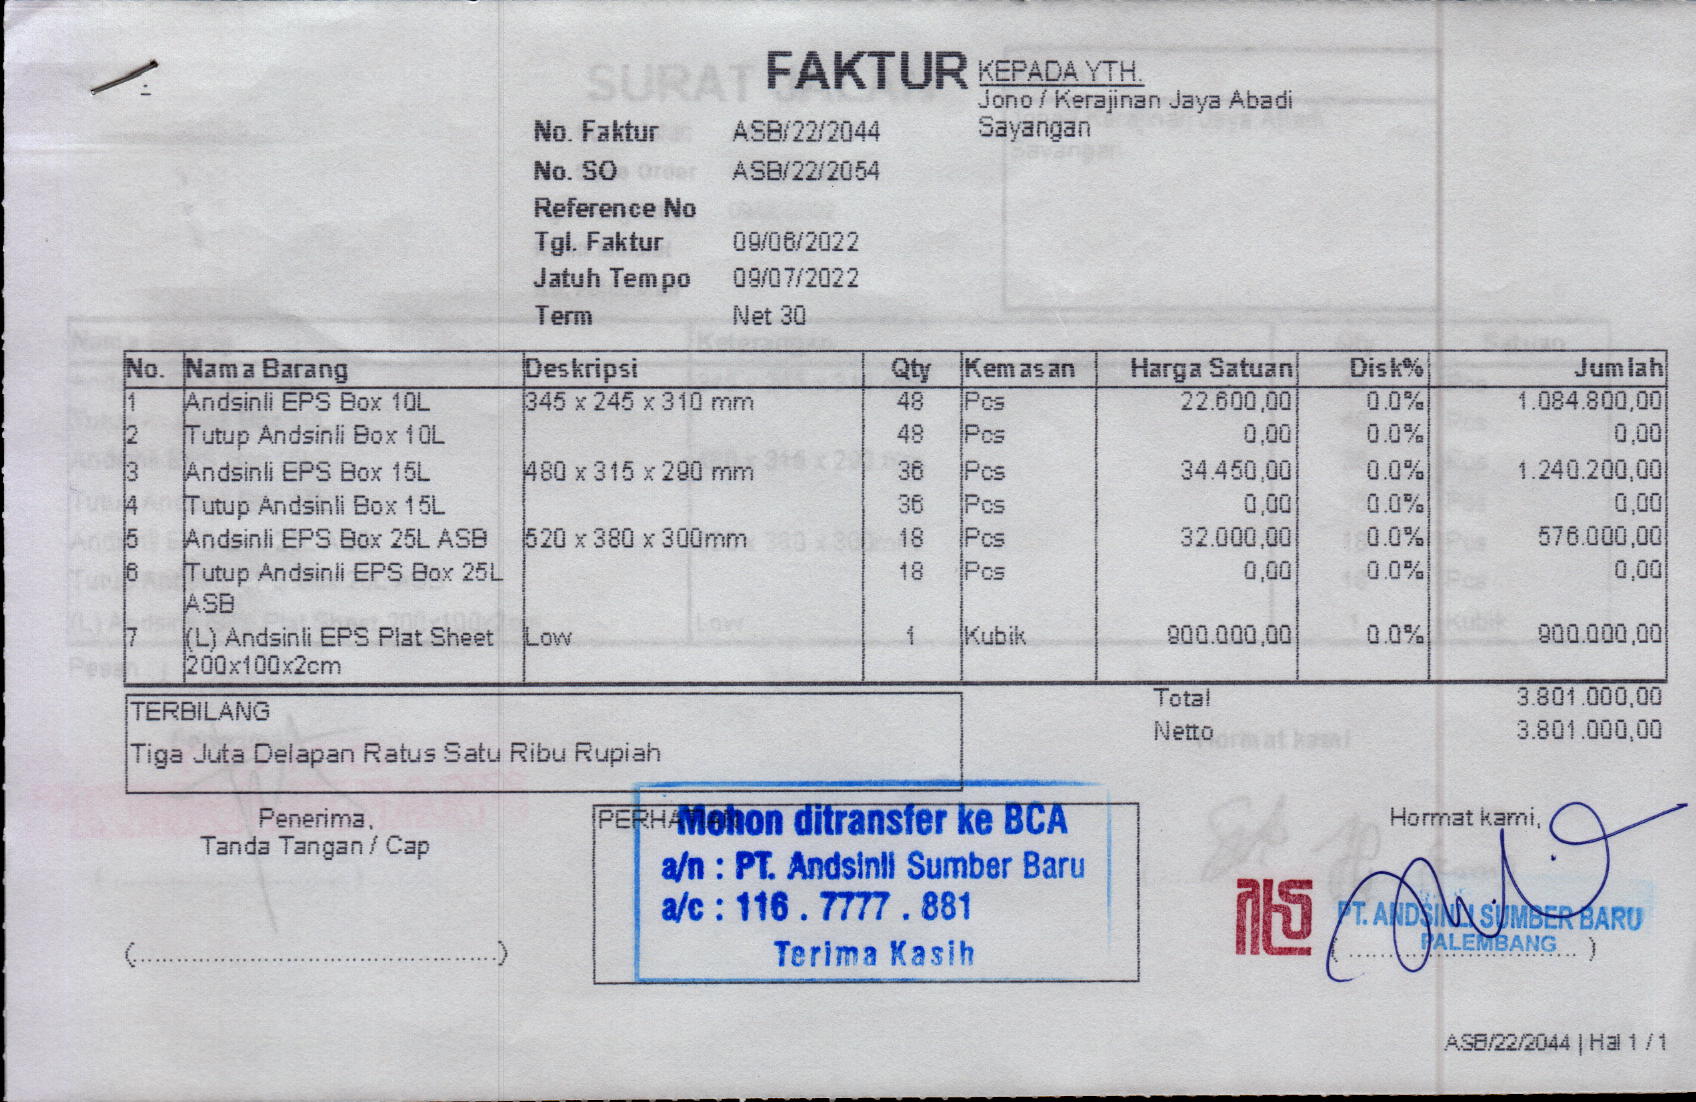 FAKTUR
KEPADA YTH.
Jono / Kerajinan Jaya Abadi
Sayangan
No. Faktur ASB/22/2044
No. SO ASB/22/2054
Reference No
Tgl. Faktur 09/06/2022
Jatuh Tempo 09/07/2022
Term Net 30
No. Nama Barang Deskripsi Qty Kemasan Harga Satuan Disk% Jumlah
1 Andsinli EPS Box 10L 345 x 245 x 310 mm 48 Pcs 22.600,00 0.0% 1.084.800,00
2 Tutup Andsinli Box 10L 48 Pcs 0,00 0.0% 0,00
3 Andsinli EPS Box 15L 480 x 315 x 290 mm 36 Pcs 34.450,00 0.0% 1.240.200,00
4 Tutup Andsinli Box 15L 36 Pcs 0,00 0.0% 0,00
5 Andsinli EPS Box 25L ASB 520 x 380 x 300mm 18 Pcs 32.000,00 0.0% 576.000,00
6 Tutup Andsinli EPS Box 25L 18 Pcs 0,00 0.0% 0,00
ASB
7 (L) Andsinli EPS Plat Sheet Low 1 Kubik 900.000,00 0.0% 900.000,00
200x100x2cm
Total 3.801.000,00
Netto 3.801.000,00
TERBILANG
Tiga Juta Delapan Ratus Satu Ribu Rupiah
Penerima,
Tanda Tangan / Cap
(................................................)
Mohon ditransfer ke BCA
a/n : PT. Andsinli Sumber Baru
a/c : 116 . 7777 . 881
Terima Kasih
Hormat kami,
PT. ANDSINLI SUMBER BARU
PALEMBANG
(..............................)
ASB/22/2044 | Hal 1 / 1